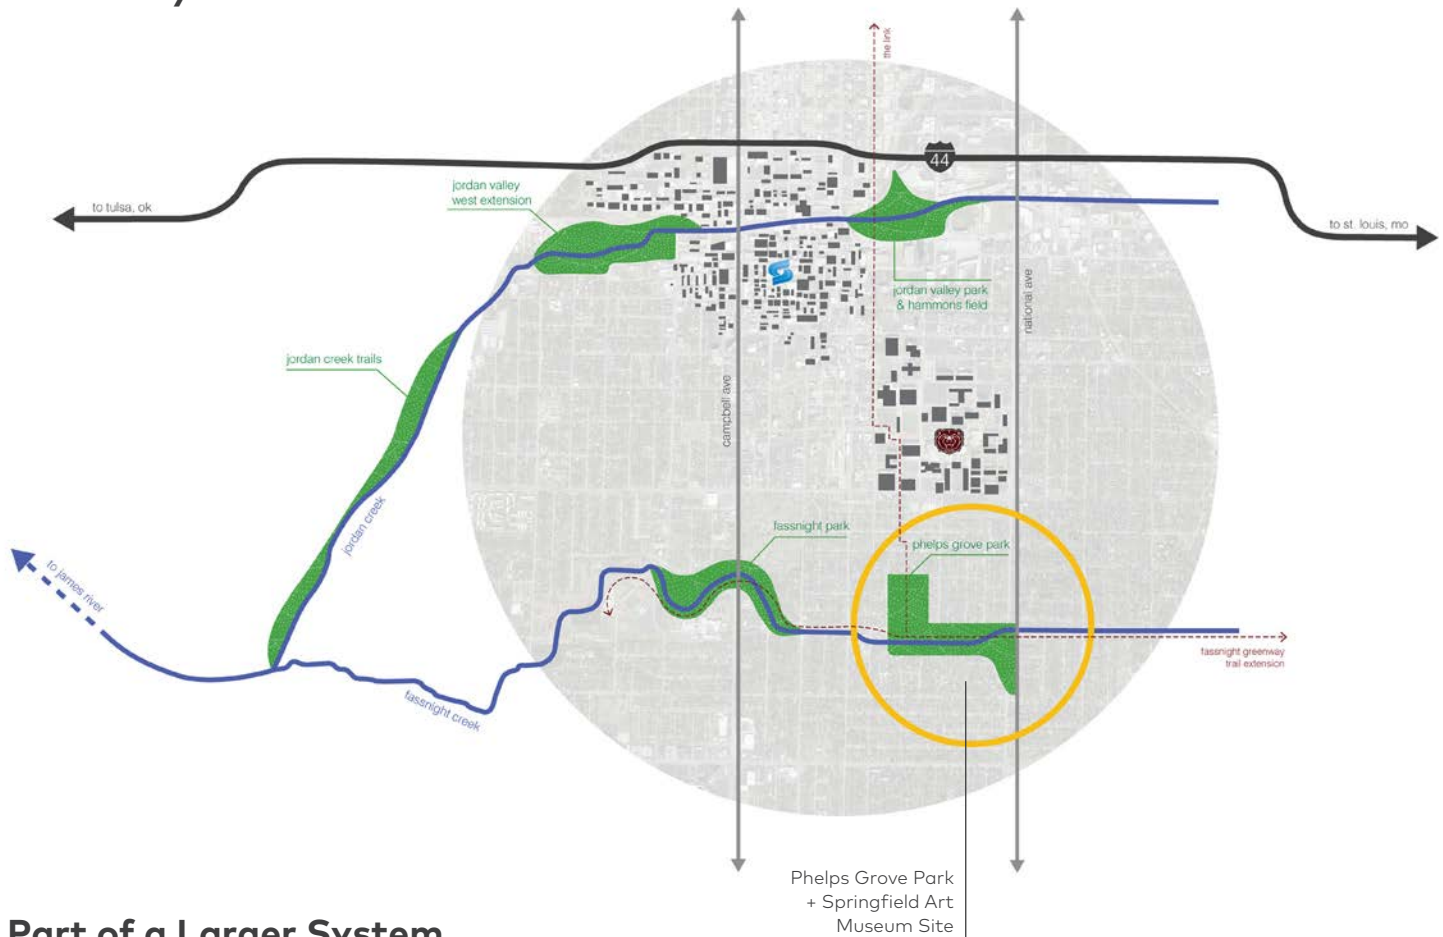 the link
44
to tulsa, ok
jordan valley
west extension
to st. louis, mo
jordan valley park
& hammons field
national ave
jordan creek trails
campbell ave
jordan creek
fassnight park
phelps grove park
to james river
fassnight greenway
trail extension
fassnight creek
Phelps Grove Park
+ Springfield Art
Museum Site
Part of a Larger System